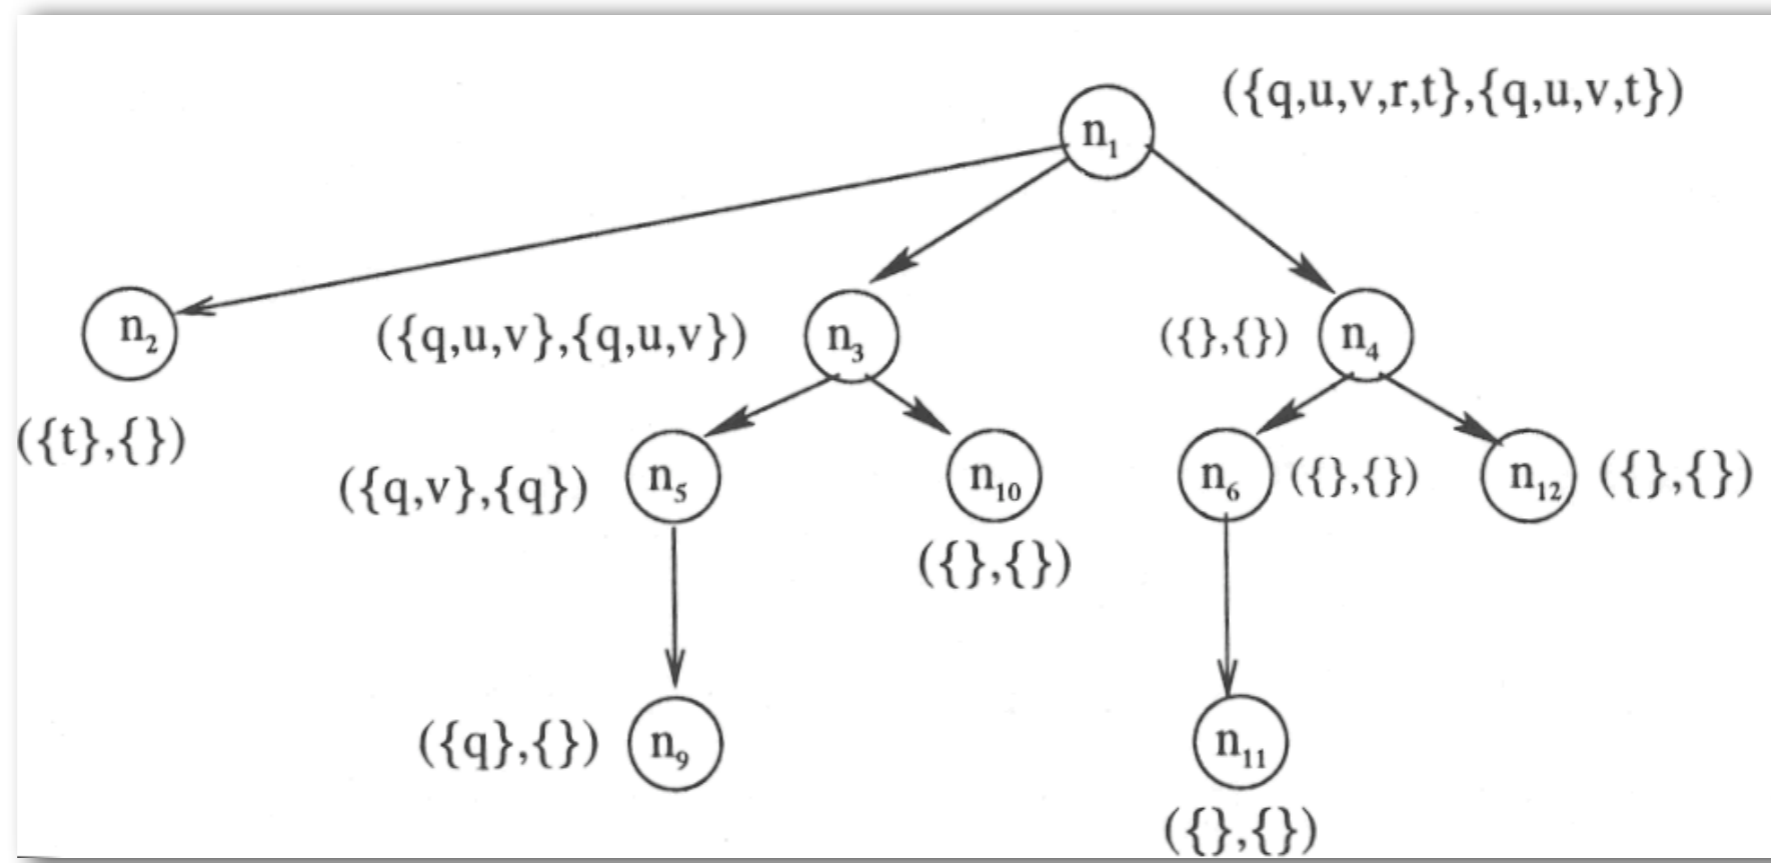 ({q,u,v,r,t},{q,u,v,t})
n₁
n₂
({q,u,v},{q,u,v})
n₃
({},{})
n₄
({t},{})
({q,v},{q})
n₅
n₁₀
n₆
({},{})
n₁₂
({},{})
({},{})
({q},{})
n₉
n₁₁
({},{})